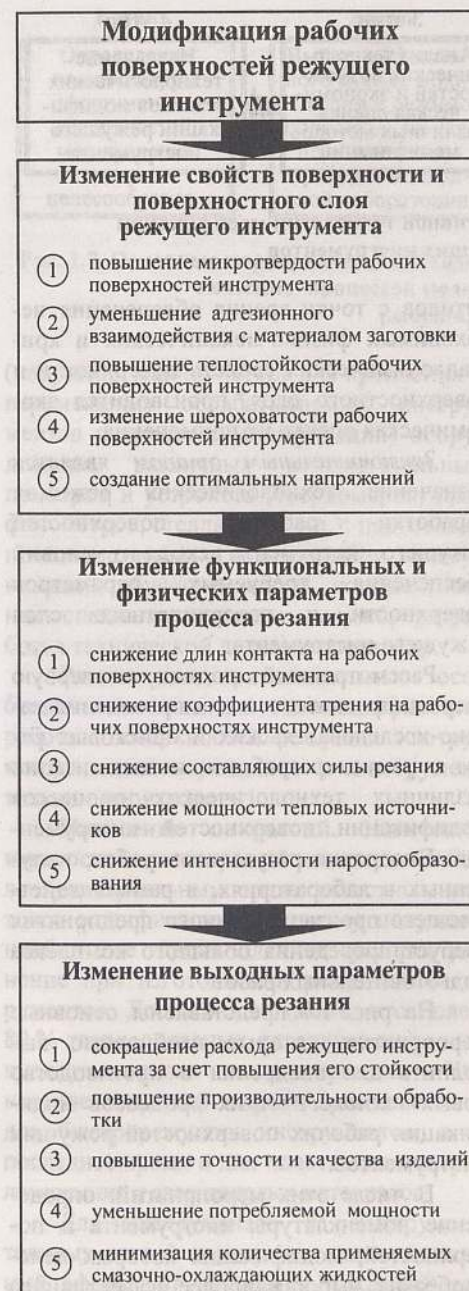 Модификация рабочих
поверхностей режущего
инструмента
Изменение свойств поверхности и
поверхностного слоя
режущего инструмента
1 повышение микротвердости рабочих
поверхностей инструмента
2 уменьшение адгезионного
взаимодействия с материалом заготовки
3 повышение теплостойкости рабочих
поверхностей инструмента
4 изменение шероховатости рабочих
поверхностей инструмента
5 создание оптимальных напряжений
Изменение функциональных и
физических параметров
процесса резания
1 снижение длин контакта на рабочих
поверхностях инструмента
2 снижение коэффициента трения на рабо-
чих поверхностях инструмента
3 снижение составляющих силы резания
4 снижение мощности тепловых источни-
ков
5 снижение интенсивности наростообразо-
вания
Изменение выходных параметров
процесса резания
1 сокращение расхода режущего инстру-
мента за счет повышения его стойкости
2 повышение производительности обработ-
ки
3 повышение точности и качества изделий
4 уменьшение потребляемой мощности
5 минимизация количества применяемых
смазочно-охлаждающих жидкостей